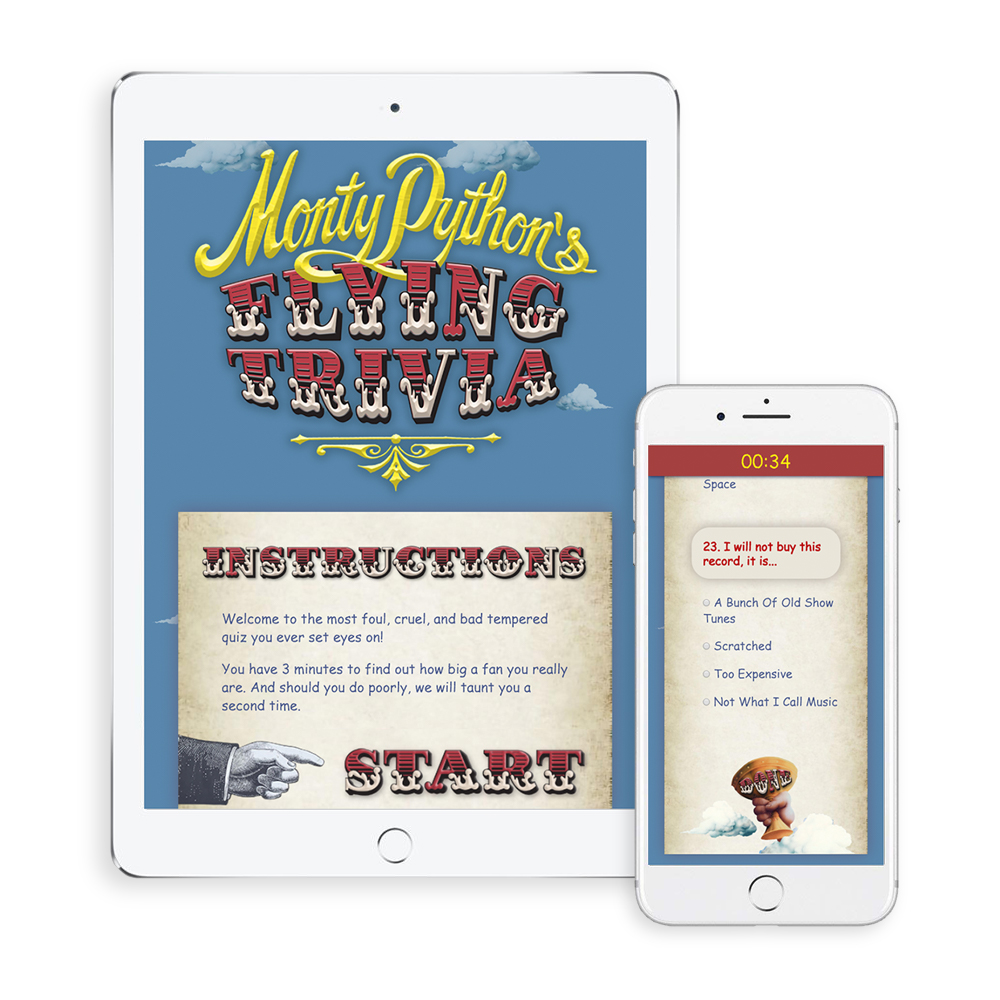 Monty Python's
FLYING
TRIVIA
INSTRUCTIONS
Welcome to the most foul, cruel, and bad tempered
quiz you ever set eyes on!
You have 3 minutes to find out how big a fan you really
are. And should you do poorly, we will taunt you a
second time.
START
00:34
Space
23. I will not buy this
record, it is...
A Bunch Of Old Show
Tunes
Scratched
Too Expensive
Not What I Call Music
DONE